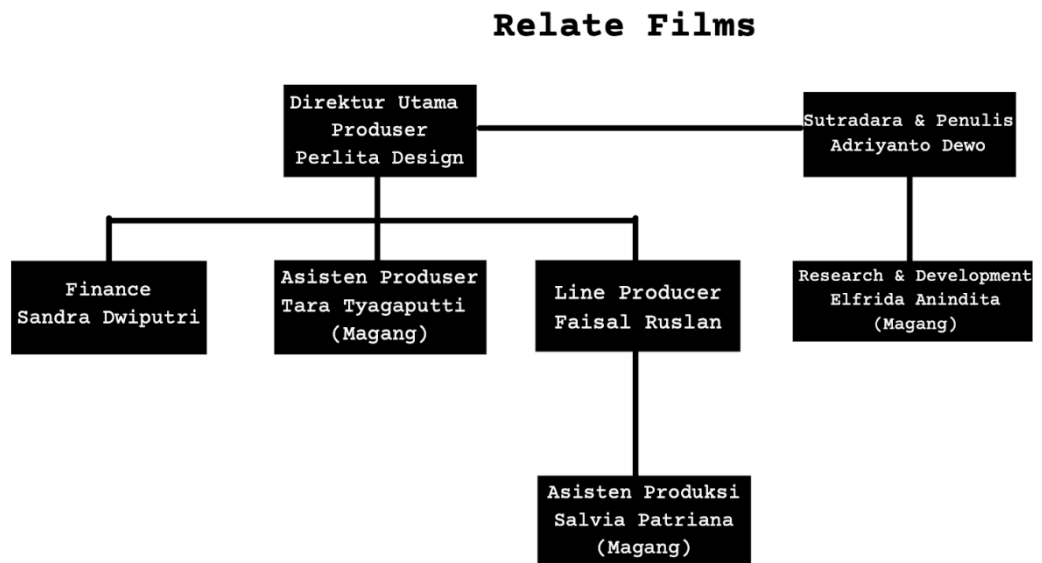 Relate Films
Direktur Utama
Produser
Perlita Design
Sutradara & Penulis
Adriyanto Dewo
Finance
Sandra Dwiputri
Asisten Produser
Tara Tyagaputti
(Magang)
Line Producer
Faisal Ruslan
Research & Development
Elfrida Anindita
(Magang)
Asisten Produksi
Salvia Patriana
(Magang)